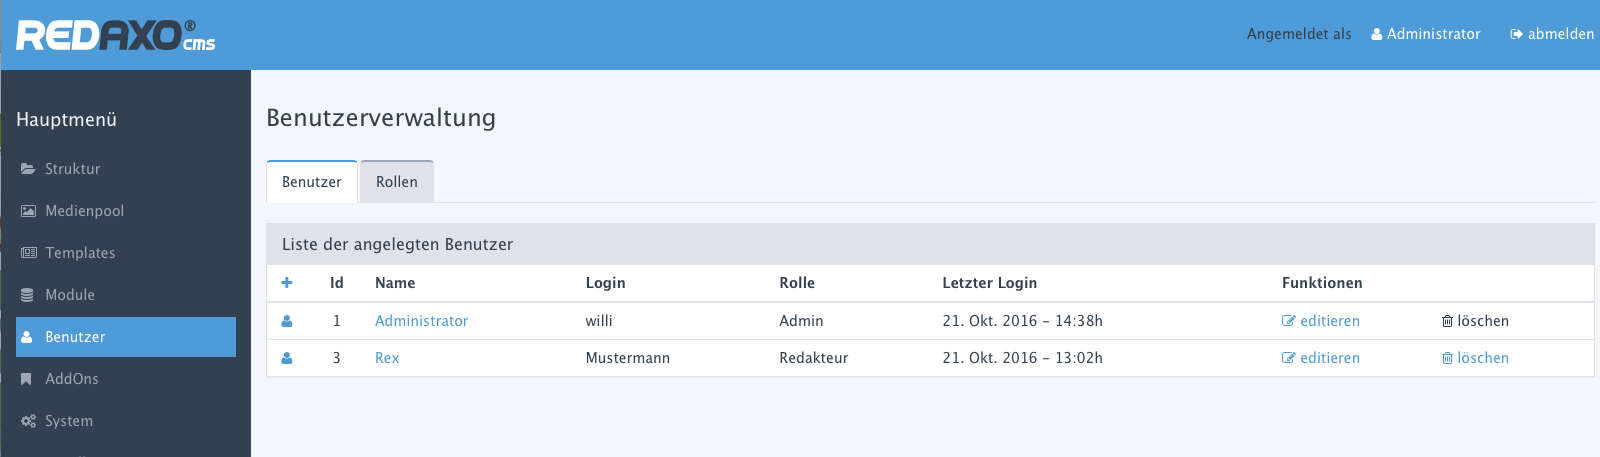 REDAXO® cms
Angemeldet als Administrator abmelden
Hauptmenü
Struktur
Medienpool
Templates
Module
Benutzer
AddOns
System
Benutzerverwaltung
Benutzer Rollen
Liste der angelegten Benutzer
Id Name Login Rolle Letzter Login Funktionen
1 Administrator willi Admin 21. Okt. 2016 – 14:38h editieren löschen
3 Rex Mustermann Redakteur 21. Okt. 2016 – 13:02h editieren löschen